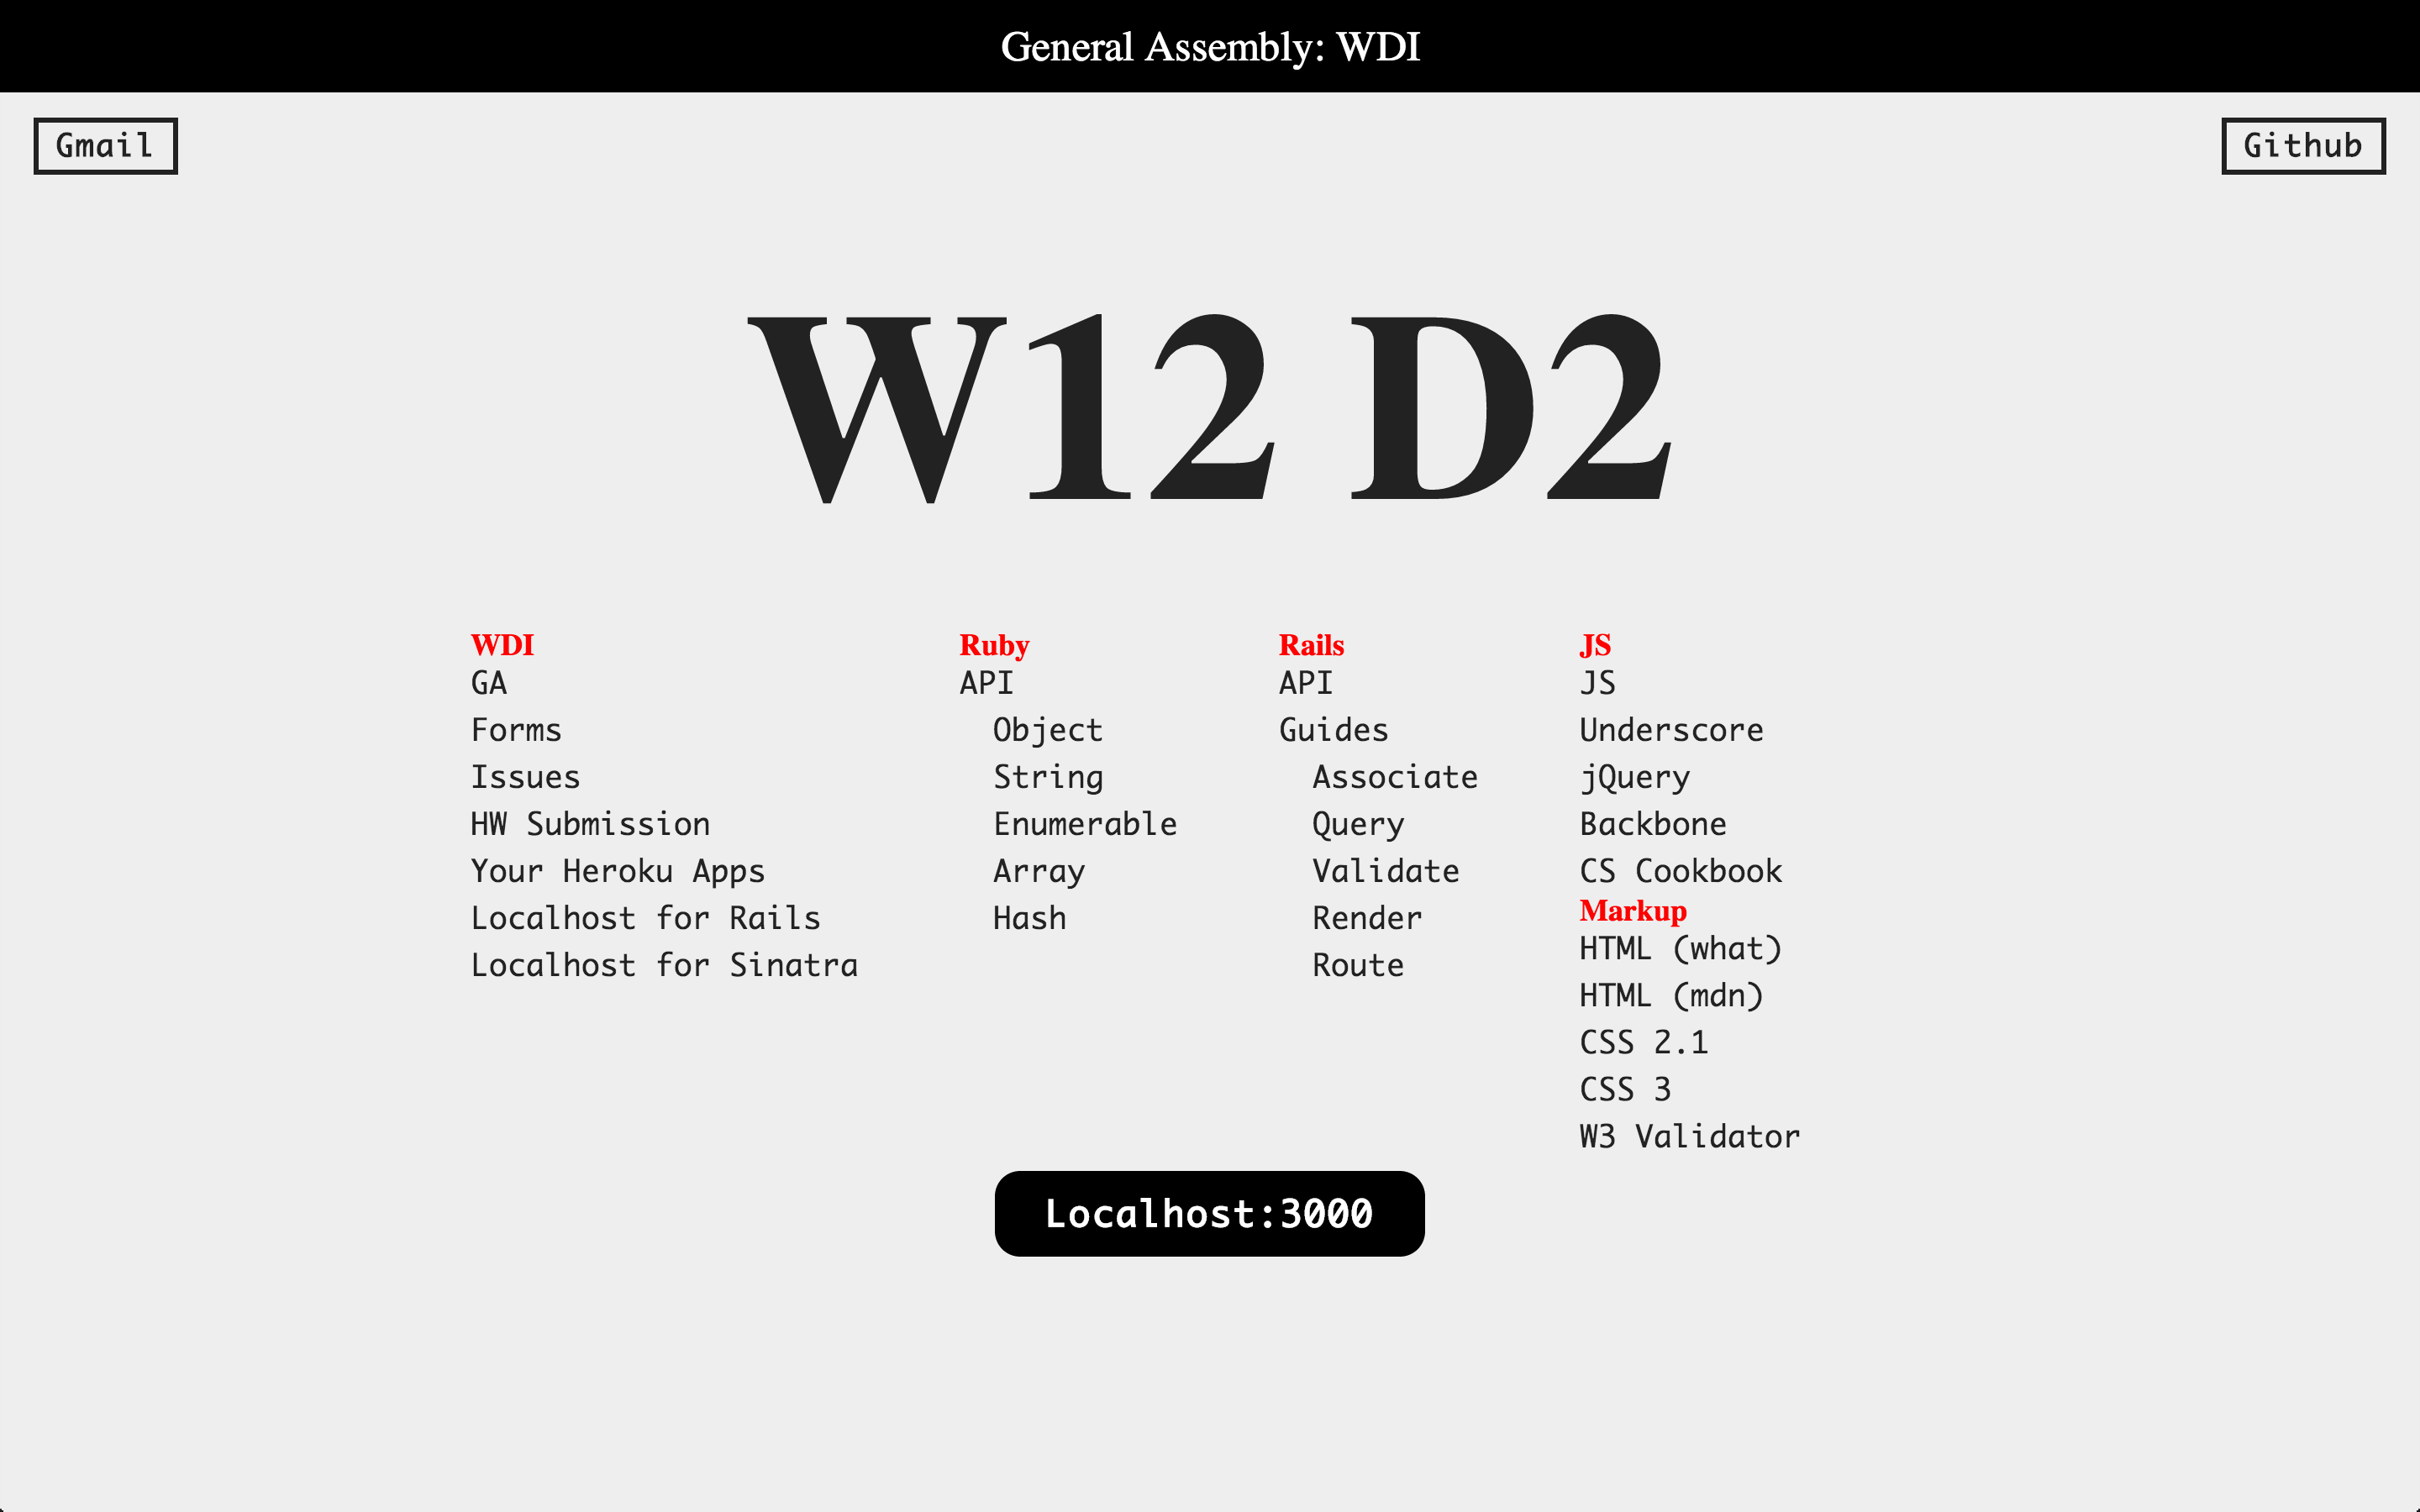 General Assembly: WDI
Gmail
Github
W12 D2
WDI
GA
Forms
Issues
HW Submission
Your Heroku Apps
Localhost for Rails
Localhost for Sinatra
Ruby
API
Object
String
Enumerable
Array
Hash
Rails
API
Guides
Associate
Query
Validate
Render
Route
JS
JS
Underscore
jQuery
Backbone
CS Cookbook
Markup
HTML (what)
HTML (mdn)
CSS 2.1
CSS 3
W3 Validator
Localhost:3000